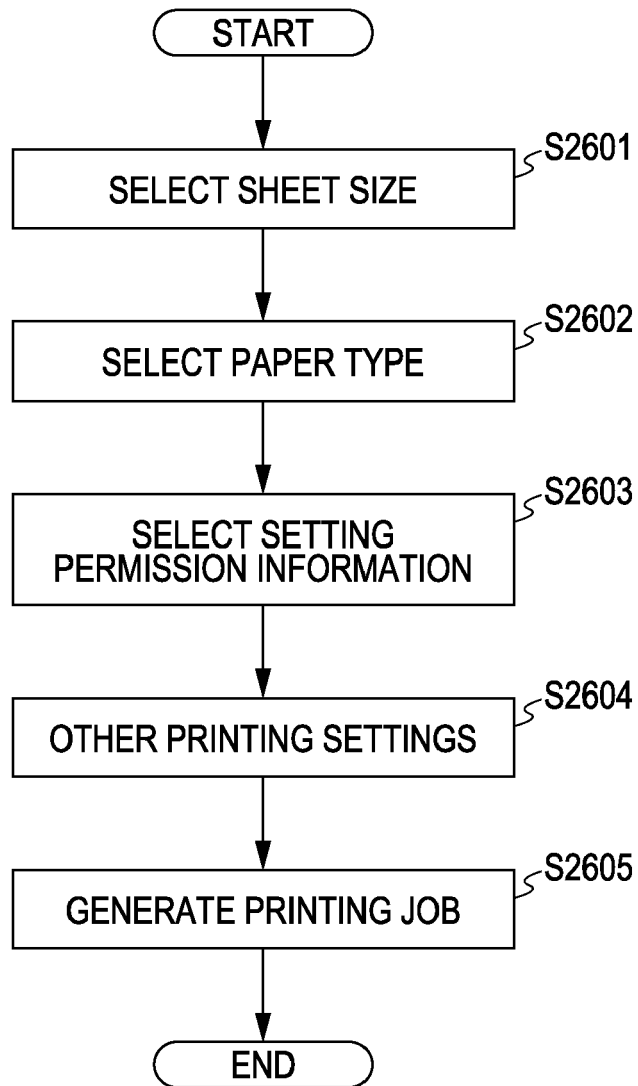 START
S2601
SELECT SHEET SIZE
S2602
SELECT PAPER TYPE
S2603
SELECT SETTING
PERMISSION INFORMATION
S2604
OTHER PRINTING SETTINGS
S2605
GENERATE PRINTING JOB
END